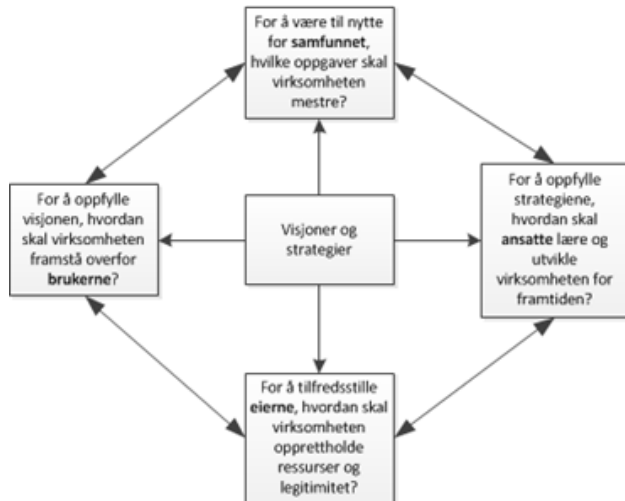 For å være til nytte
for samfunnet,
hvilke oppgaver skal
virksomheten
mestre?
For å oppfylle
visjonen, hvordan
skal virksomheten
framstå overfor
brukerne?
Visjoner og
strategier
For å oppfylle
strategiene,
hvordan skal
ansatte lære og
utvikle
virksomheten for
framtiden?
For å tilfredsstille
eierne, hvordan skal
virksomheten
opprettholde
ressurser og
legitimitet?